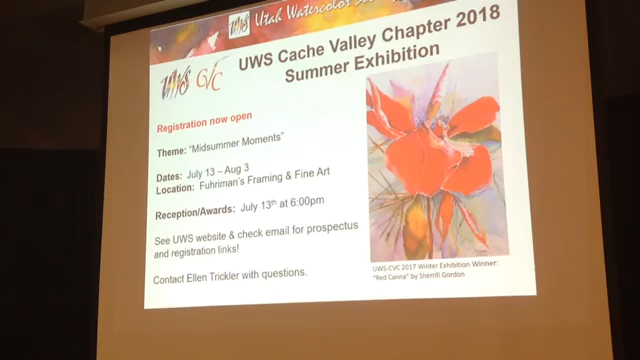 UWS Utah Watercolor
UWS CVC
UWS Cache Valley Chapter 2018
Summer Exhibition
Registration now open
Theme: "Midsummer Moments"
Dates: July 13 – Aug 3
Location: Fuhriman's Framing & Fine Art
Reception/Awards: July 13th at 6:00pm
See UWS website & check email for prospectus
and registration links!
Contact Ellen Trickler with questions.
UWS-CVC 2017 Winter Exhibition Winner:
"Red Canna" by Sherrill Gordon